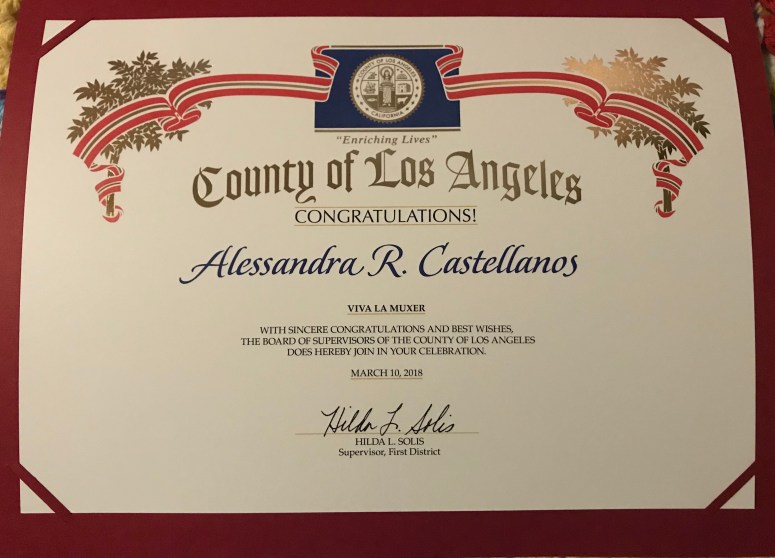 COUNTY OF LOS ANGELES
CALIFORNIA
"Enriching Lives"
County of Los Angeles
CONGRATULATIONS!
Alessandra R. Castellanos
VIVA LA MUXER
WITH SINCERE CONGRATULATIONS AND BEST WISHES,
THE BOARD OF SUPERVISORS OF THE COUNTY OF LOS ANGELES
DOES HEREBY JOIN IN YOUR CELEBRATION.
MARCH 10, 2018
Hilda L. Solis
HILDA L. SOLIS
Supervisor, First District